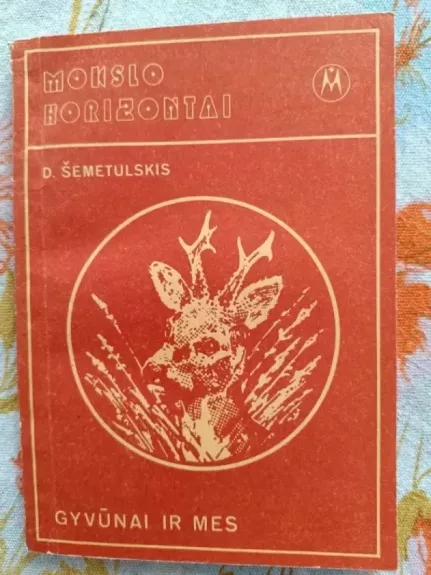 MOKSLO
HORIZONTAI
M
D. ŠEMETULSKIS
GYVŪNAI IR MES